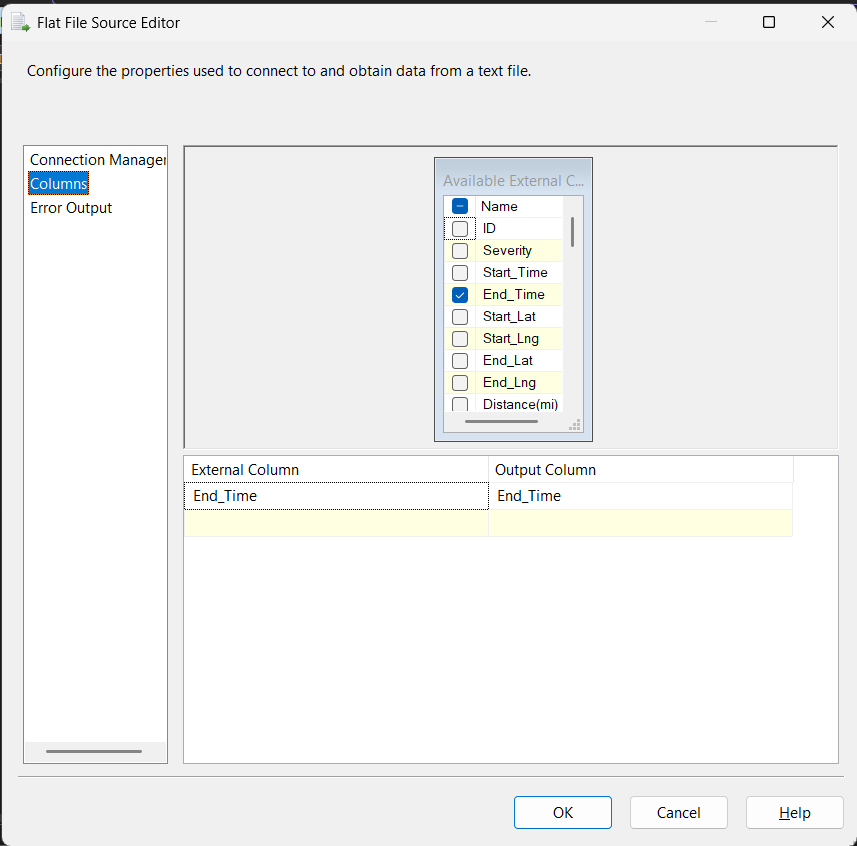 Flat File Source Editor
Configure the properties used to connect to and obtain data from a text file.
Connection Manager
Columns
Error Output
Available External C...
Name
ID
Severity
Start_Time
End_Time
Start_Lat
Start_Lng
End_Lat
End_Lng
Distance(mi)
External Column Output Column
End_Time End_Time
OK Cancel Help